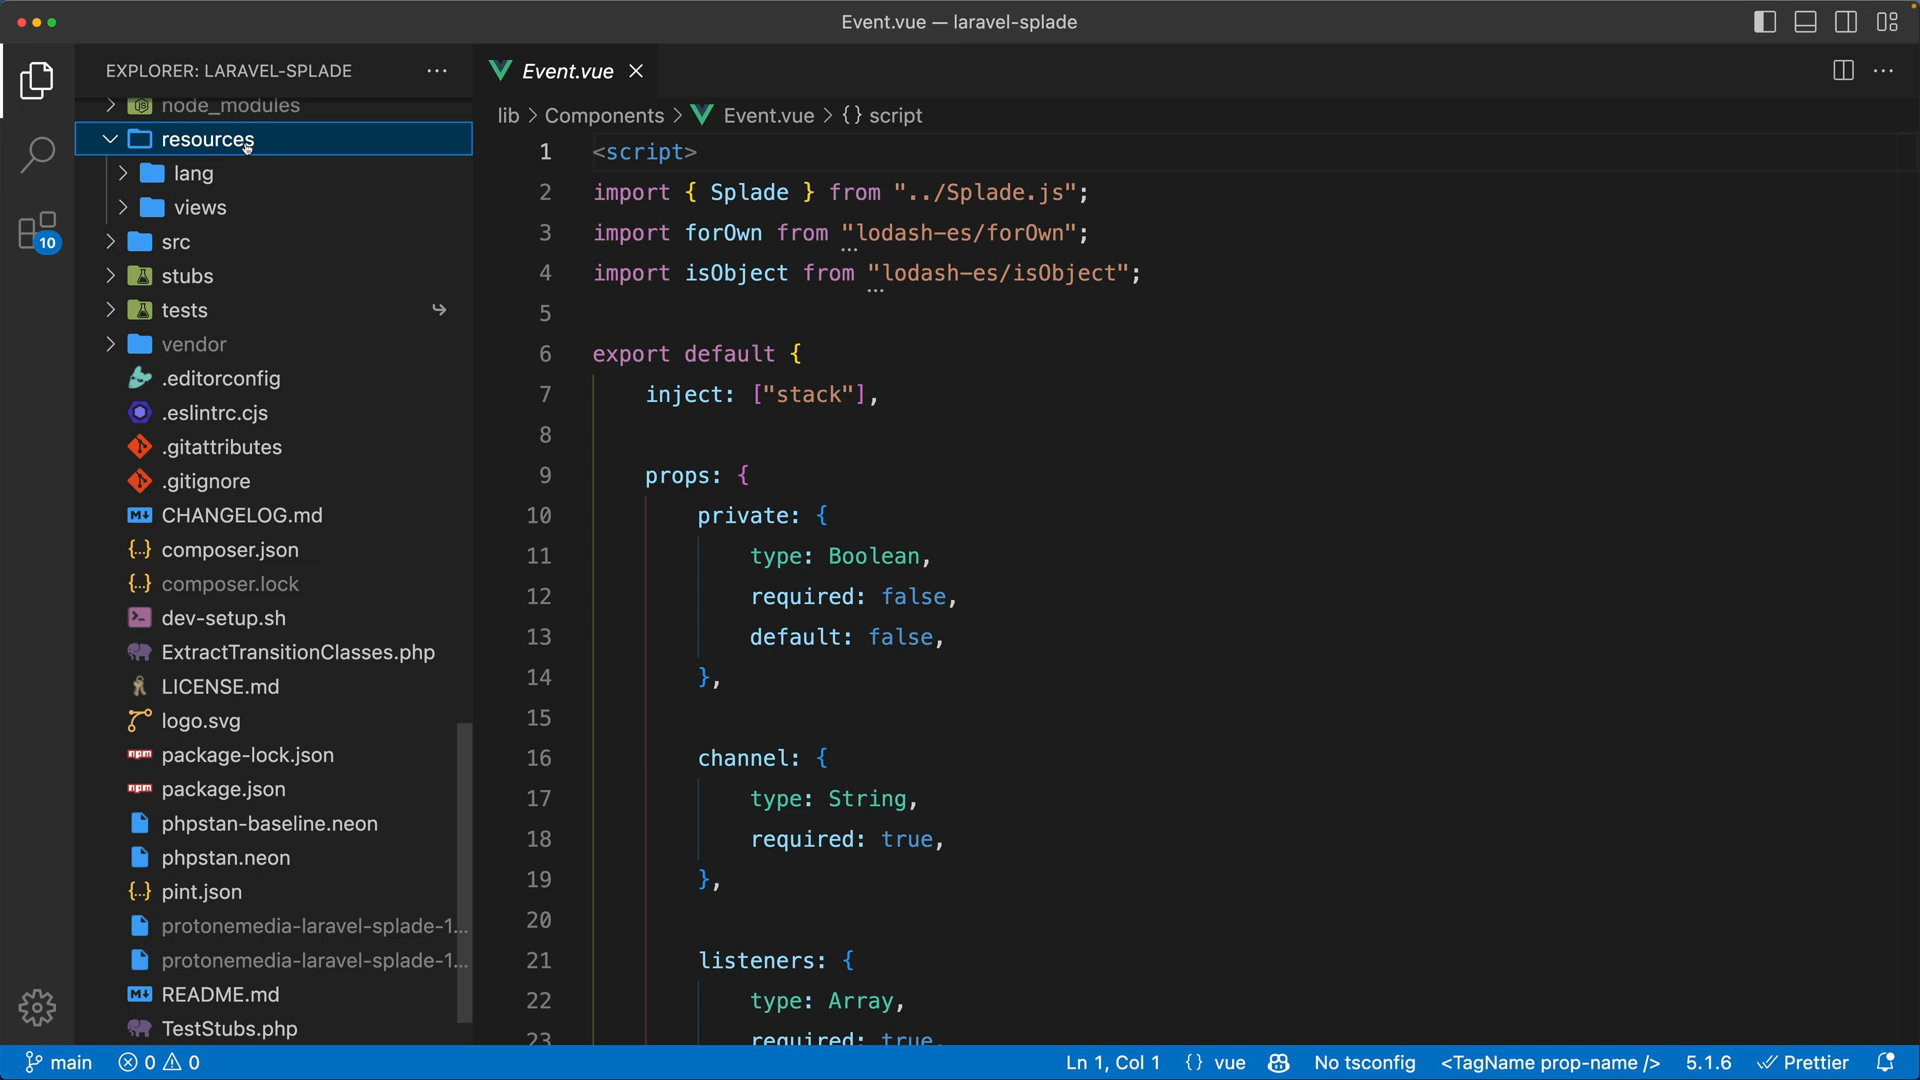 Event.vue — laravel-splade
EXPLORER: LARAVEL-SPLADE
node_modules
resources
lang
views
src
stubs
tests
vendor
.editorconfig
.eslintrc.cjs
.gitattributes
.gitignore
CHANGELOG.md
composer.json
composer.lock
dev-setup.sh
ExtractTransitionClasses.php
LICENSE.md
logo.svg
package-lock.json
package.json
phpstan-baseline.neon
phpstan.neon
pint.json
protonemedia-laravel-splade-1...
protonemedia-laravel-splade-1...
README.md
TestStubs.php
10
Event.vue
lib > Components > Event.vue > {} script
1 <script>
2 import { Splade } from "../Splade.js";
3 import forOwn from "lodash-es/forOwn";
4 import isObject from "lodash-es/isObject";
5
6 export default {
7 inject: ["stack"],
8
9 props: {
10 private: {
11 type: Boolean,
12 required: false,
13 default: false,
14 },
15
16 channel: {
17 type: String,
18 required: true,
19 },
20
21 listeners: {
22 type: Array,
23 required: true,
main 0 0 Ln 1, Col 1 {} vue No tsconfig <TagName prop-name /> 5.1.6 Prettier